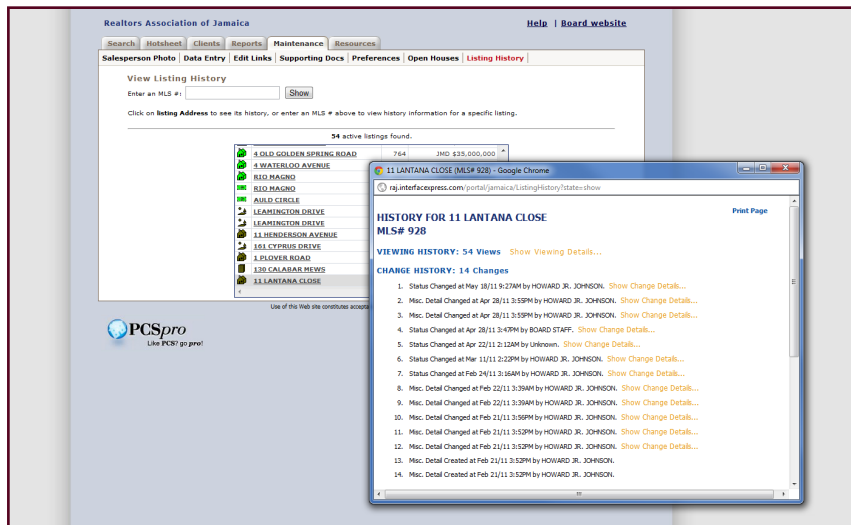 Realtors Association of Jamaica
Help | Board website
Search Hotsheet Clients Reports Maintenance Resources
Salesperson Photo Data Entry Edit Links Supporting Docs Preferences Open Houses Listing History
View Listing History
Enter an MLS #: Show
Click on listing Address to see its history, or enter an MLS # above to view history information for a specific listing.
54 active listings found.
4 OLD GOLDEN SPRING ROAD 764 JMD $35,000,000
4 WATERLOO AVENUE
RIO MAGNO
RIO MAGNO
AULD CIRCLE
LEAMINGTON DRIVE
LEAMINGTON DRIVE
11 HENDERSON AVENUE
161 CYPRUS DRIVE
1 PLOVER ROAD
130 CALABAR MEWS
11 LANTANA CLOSE
Use of this Web site constitutes
PCSpro
Like PCS? go pro!
11 LANTANA CLOSE (MLS# 928) - Google Chrome
raj.interfacexpress.com/portal/jamaica/ListingHistory?state=show
Print Page
HISTORY FOR 11 LANTANA CLOSE
MLS# 928
VIEWING HISTORY: 54 Views Show Viewing Details...
CHANGE HISTORY: 14 Changes
1. Status Changed at May 18/11 9:27AM by HOWARD JR. JOHNSON. Show Change Details...
2. Misc. Detail Changed at Apr 28/11 3:55PM by HOWARD JR. JOHNSON. Show Change Details...
3. Misc. Detail Changed at Apr 28/11 3:55PM by HOWARD JR. JOHNSON. Show Change Details...
4. Status Changed at Apr 28/11 3:47PM by BOARD STAFF. Show Change Details...
5. Status Changed at Apr 22/11 2:12AM by Unknown. Show Change Details...
6. Status Changed at Mar 11/11 2:22PM by HOWARD JR. JOHNSON. Show Change Details...
7. Status Changed at Feb 24/11 3:16AM by HOWARD JR. JOHNSON. Show Change Details...
8. Misc. Detail Changed at Feb 22/11 3:39AM by HOWARD JR. JOHNSON. Show Change Details...
9. Misc. Detail Changed at Feb 22/11 3:39AM by HOWARD JR. JOHNSON. Show Change Details...
10. Misc. Detail Changed at Feb 21/11 3:56PM by HOWARD JR. JOHNSON. Show Change Details...
11. Misc. Detail Changed at Feb 21/11 3:52PM by HOWARD JR. JOHNSON. Show Change Details...
12. Misc. Detail Changed at Feb 21/11 3:52PM by HOWARD JR. JOHNSON. Show Change Details...
13. Misc. Detail Created at Feb 21/11 3:52PM by HOWARD JR. JOHNSON.
14. Misc. Detail Created at Feb 21/11 3:52PM by HOWARD JR. JOHNSON.